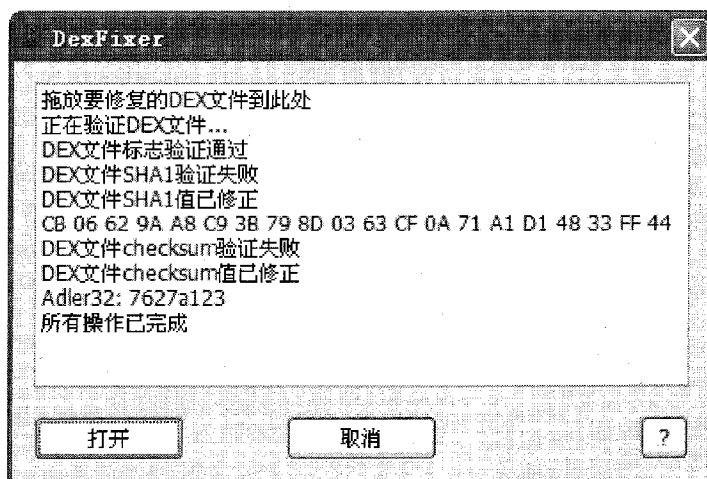 DexFixer
拖放要修复的DEX文件到此处
正在验证DEX文件...
DEX文件标志验证通过
DEX文件SHA1验证失败
DEX文件SHA1值已修正
CB 06 62 9A A8 C9 3B 79 8D 03 63 CF 0A 71 A1 D1 48 33 FF 44
DEX文件checksum验证失败
DEX文件checksum值已修正
Adler32: 7627a123
所有操作已完成
打开 取消 ?